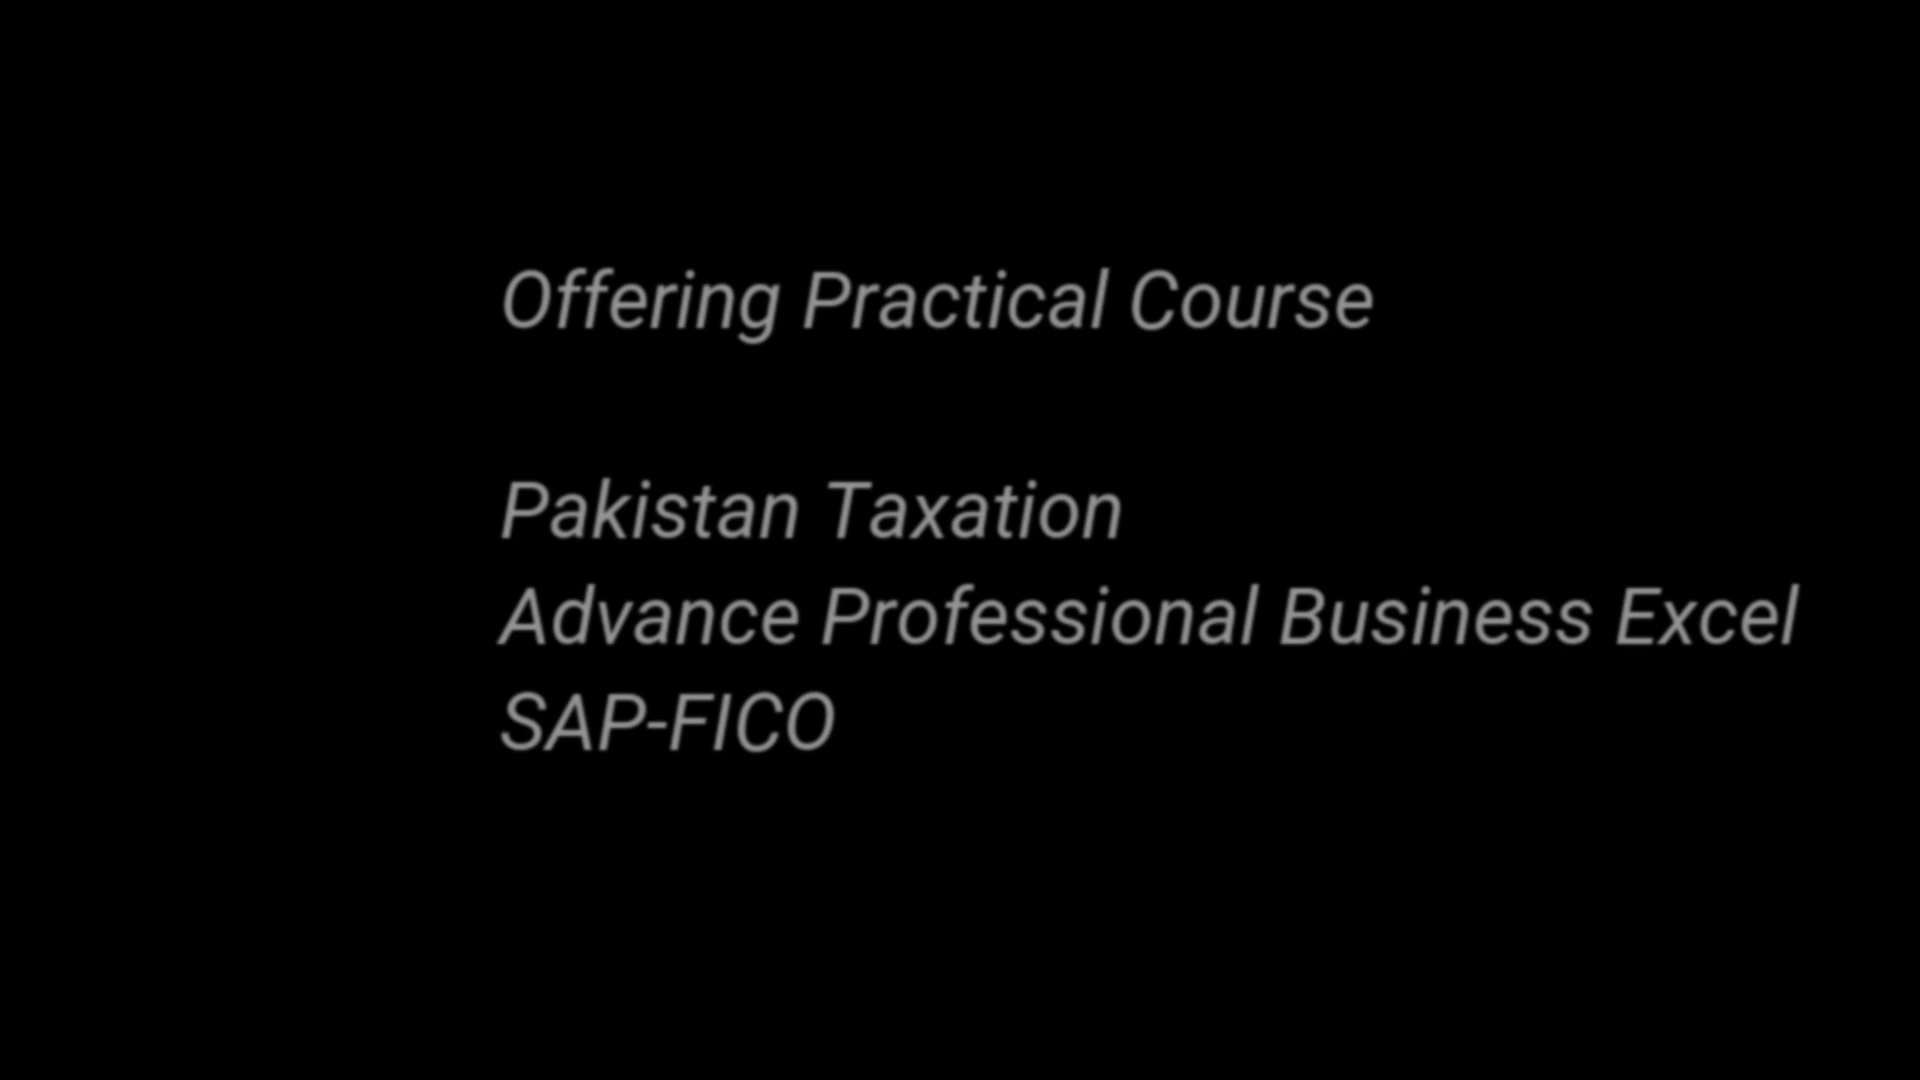 Offering Practical Course
Pakistan Taxation
Advance Professional Business Excel
SAP-FICO